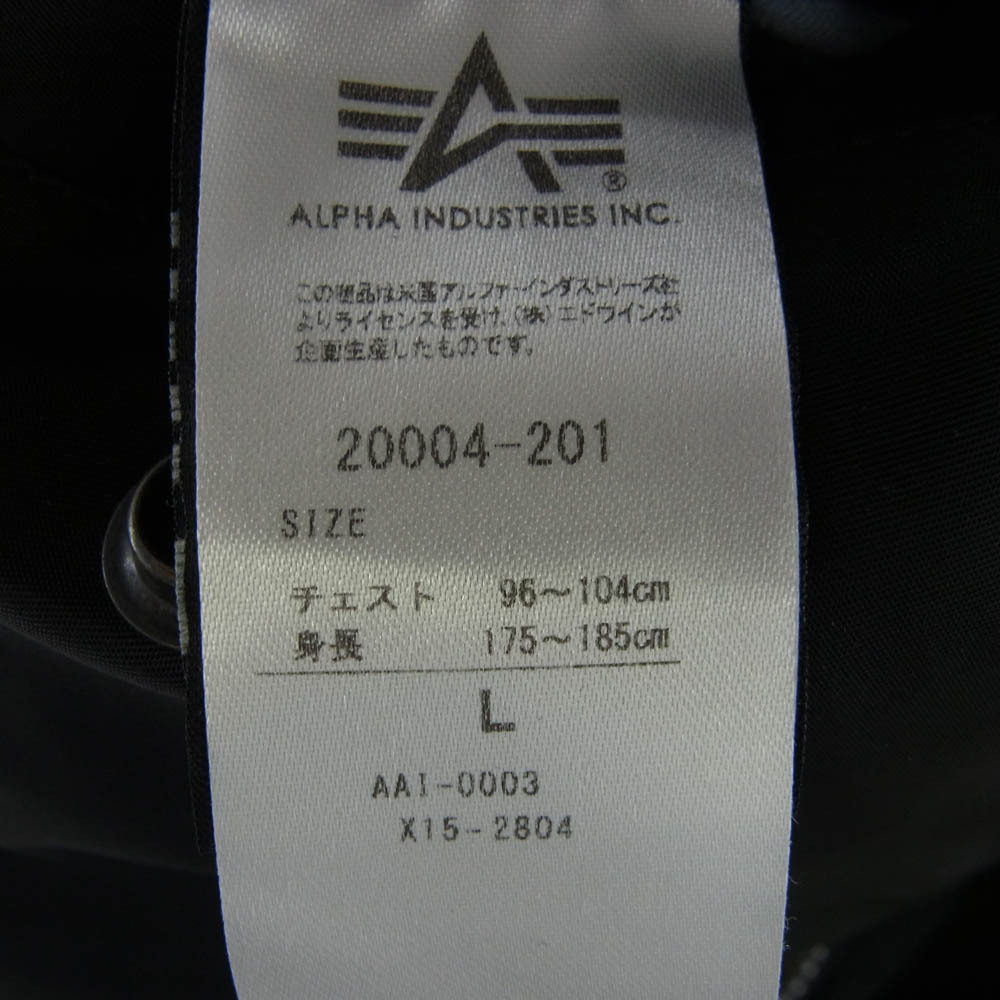 ®
ALPHA INDUSTRIES INC.
この商品は米国アルファ・インダストリーズ社
よりライセンスを受け、(株)エドウインが
企画生産したものです。
20004-201
SIZE
チェスト 96～104cm
身長 175～185cm
L
AAI-0003
X15-2804